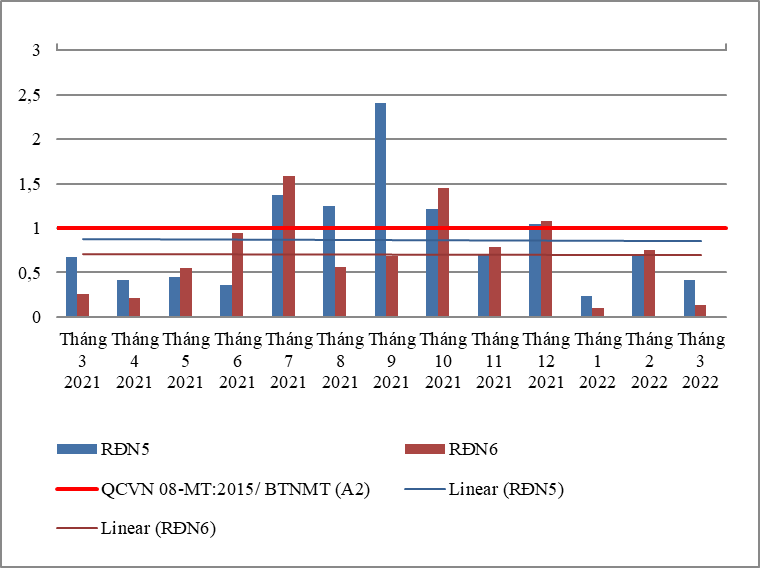 3
2,5
2
1,5
1
0,5
0
Tháng 3 2021
Tháng 4 2021
Tháng 5 2021
Tháng 6 2021
Tháng 7 2021
Tháng 8 2021
Tháng 9 2021
Tháng 10 2021
Tháng 11 2021
Tháng 12 2021
Tháng 1 2022
Tháng 2 2022
Tháng 3 2022
RĐN5
RĐN6
QCVN 08-MT:2015/ BTNMT (A2)
Linear (RĐN5)
Linear (RĐN6)